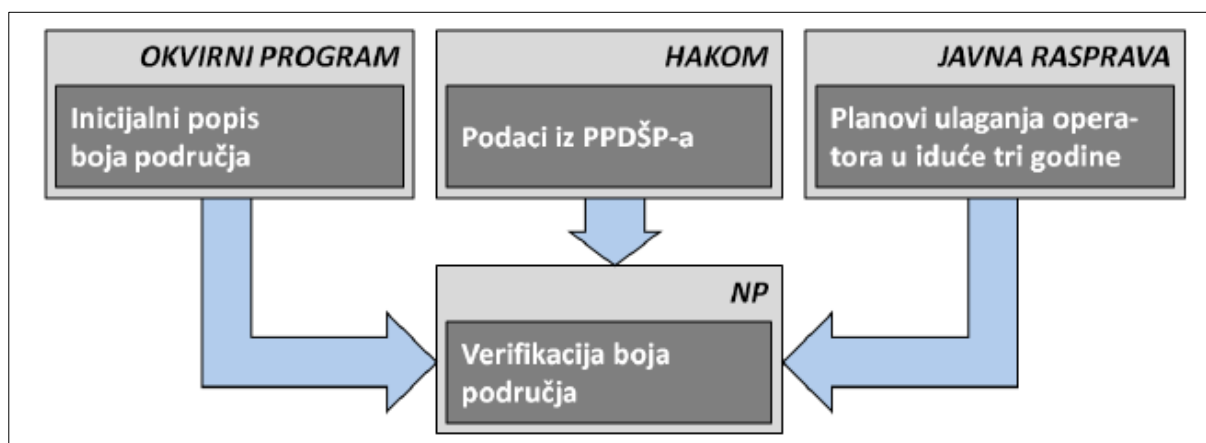 OKVIRNI PROGRAM
Inicijalni popis
boja područja
HAKOM
Podaci iz PPDŠP-a
JAVNA RASPRAVA
Planovi ulaganja opera-
tora u iduće tri godine
NP
Verifikacija boja
područja